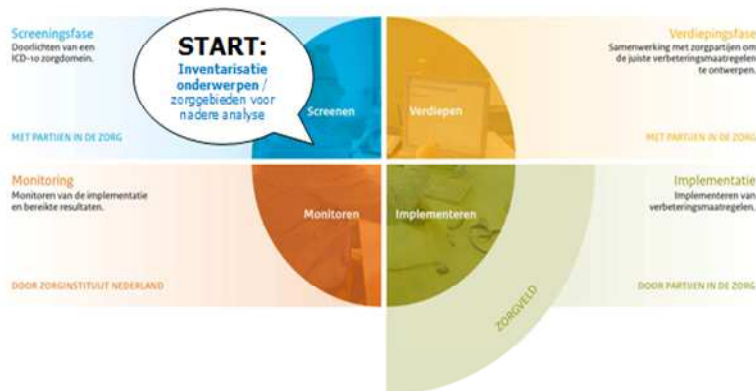 Screeningsfase
Doorlichten van een
ICD-10 zorgdomein.
MET PARTIJEN IN DE ZORG
START:
Inventarisatie
onderwerpen /
zorggebieden voor
nadere analyse
Screenen
Verdiepen
Verdiepingsfase
Samenwerking met zorgpartijen om
de juiste verbetermaatregelen
te ontwerpen.
MET PARTIJEN IN DE ZORG
Monitoring
Monitoren van de implementatie
en bereikte resultaten.
DOOR ZORGINSTITUUT NEDERLAND
Monitoren
Implementeren
Implementatie
Implementeren van
verbeteringsmaatregelen.
DOOR PARTIJEN IN DE ZORG
ZORGVELD